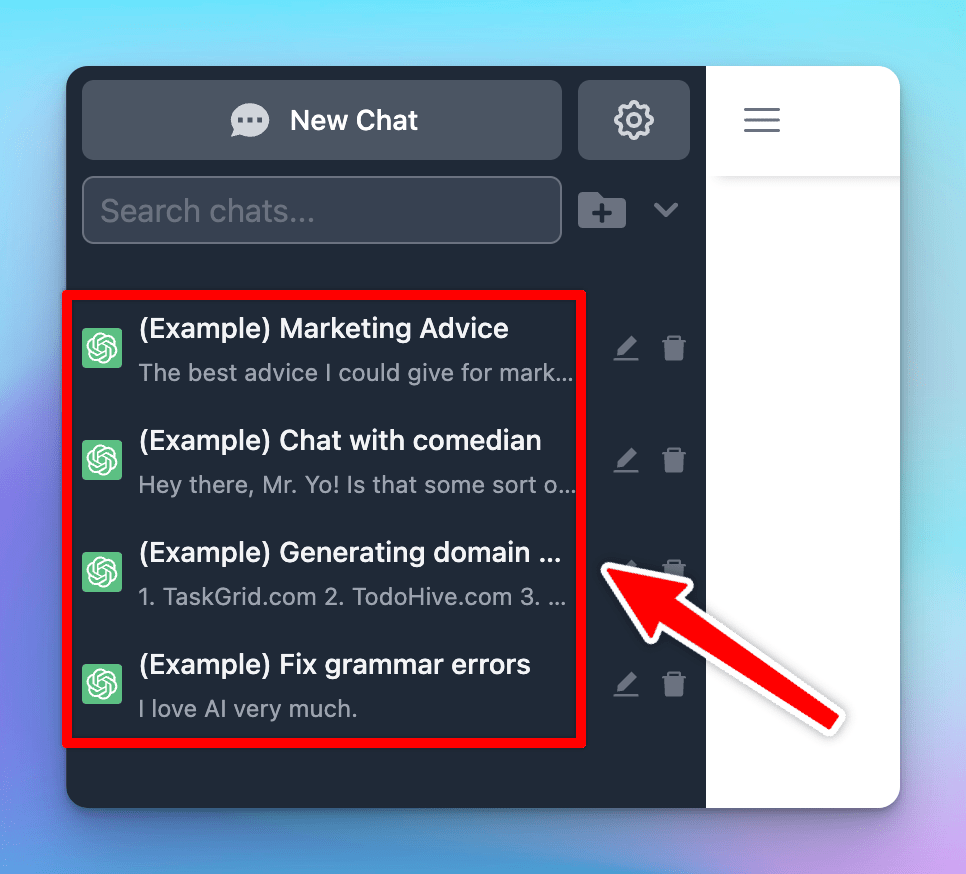 New Chat
Search chats...
(Example) Marketing Advice
The best advice I could give for mark...
(Example) Chat with comedian
Hey there, Mr. Yo! Is that some sort o...
(Example) Generating domain ...
1. TaskGrid.com 2. TodoHive.com 3. ...
(Example) Fix grammar errors
I love AI very much.